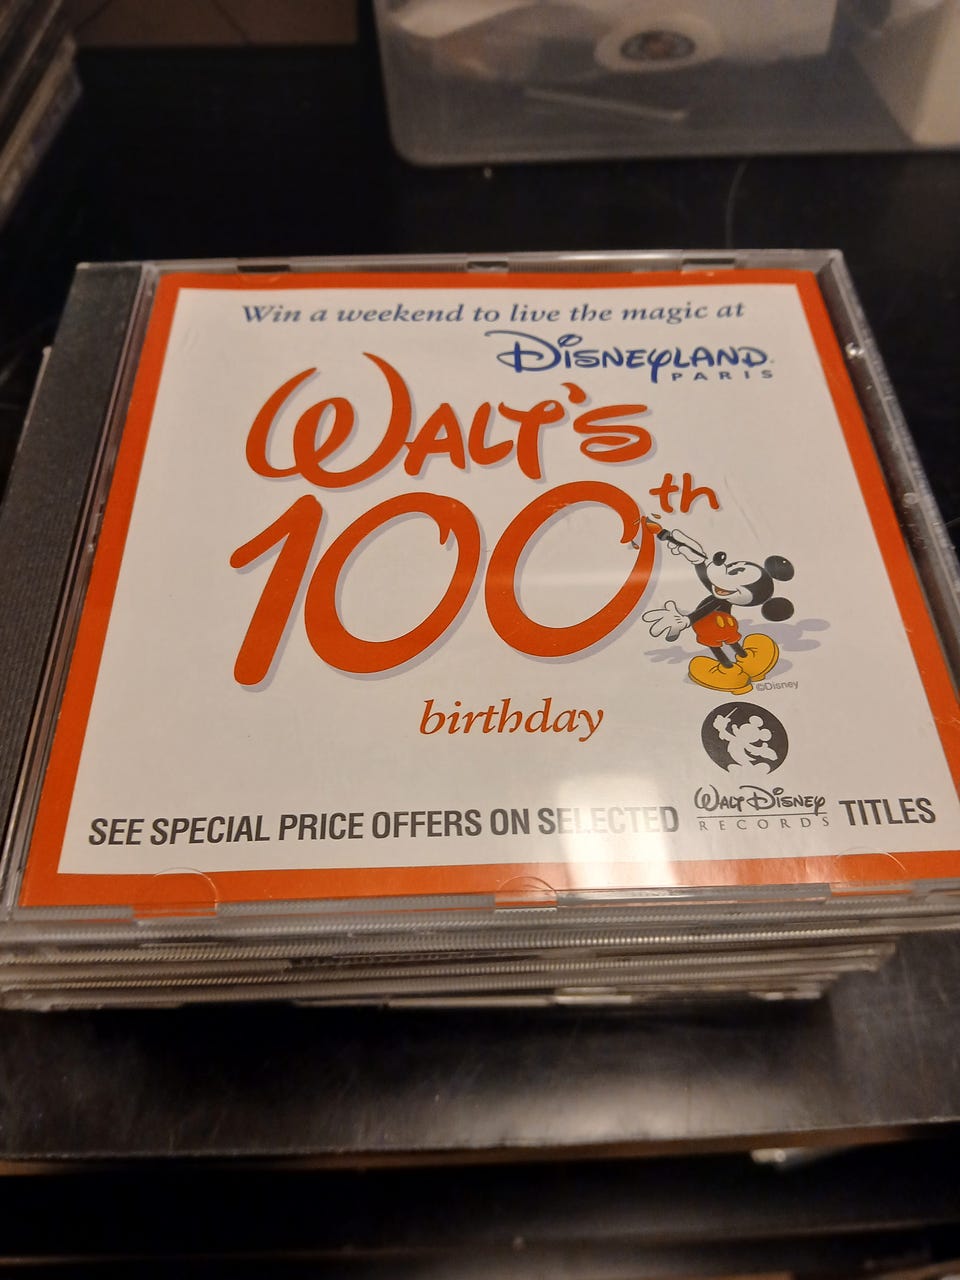 Win a weekend to live the magic at
DISNEYLAND
PARIS
WALT'S
100th
birthday
©Disney
SEE SPECIAL PRICE OFFERS ON SELECTED WALT DISNEY RECORDS TITLES